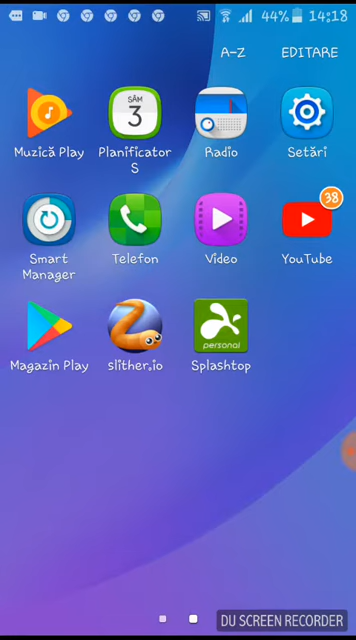 44% 14:18
A-Z EDITARE
SÂM
3
Muzică Play Planificator S Radio Setări
38
Smart Manager Telefon Video YouTube
personal
Magazin Play slither.io Splashtop
DU SCREEN RECORDER